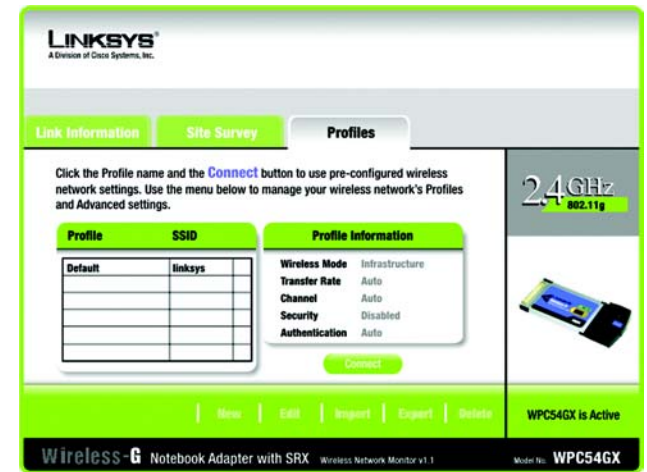 LINKSYS®
A Division of Cisco Systems, Inc.
Link Information Site Survey Profiles
Click the Profile name and the Connect button to use pre-configured wireless
network settings. Use the menu below to manage your wireless network's Profiles
and Advanced settings.
2.4GHz
802.11g
Profile SSID
Default linksys
Profile Information
Wireless Mode Infrastructure
Transfer Rate Auto
Channel Auto
Security Disabled
Authentication Auto
Connect
New Edit Import Export Delete
WPC54GX is Active
Wireless-G Notebook Adapter with SRX Wireless Network Monitor v1.1 Model No. WPC54GX